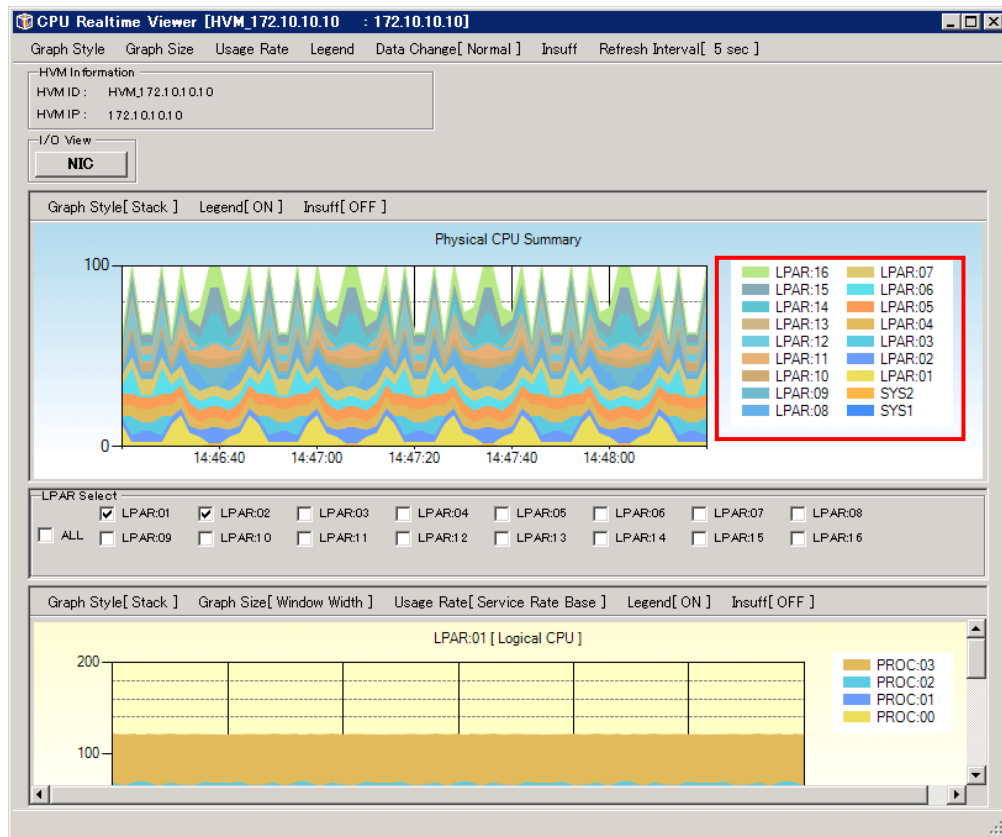 CPU Realtime Viewer [HVM_172.10.10.10 : 172.10.10.10]
Graph Style Graph Size Usage Rate Legend Data Change[ Normal ] Insuff Refresh Interval[ 5 sec ]
HVM Information
HVM ID : HVM_172.10.10.10
HVM IP : 172.10.10.10
I/O View
NIC
Graph Style[ Stack ] Legend[ ON ] Insuff[ OFF ]
Physical CPU Summary
100
0
14:46:40 14:47:00 14:47:20 14:47:40 14:48:00
LPAR:16 LPAR:07
LPAR:15 LPAR:06
LPAR:14 LPAR:05
LPAR:13 LPAR:04
LPAR:12 LPAR:03
LPAR:11 LPAR:02
LPAR:10 LPAR:01
LPAR:09 SYS2
LPAR:08 SYS1
LPAR Select
LPAR:01 LPAR:02 LPAR:03 LPAR:04 LPAR:05 LPAR:06 LPAR:07 LPAR:08
ALL LPAR:09 LPAR:10 LPAR:11 LPAR:12 LPAR:13 LPAR:14 LPAR:15 LPAR:16
Graph Style[ Stack ] Graph Size[ Window Width ] Usage Rate[ Service Rate Base ] Legend[ ON ] Insuff[ OFF ]
LPAR:01 [ Logical CPU ]
200
100
PROC:03
PROC:02
PROC:01
PROC:00